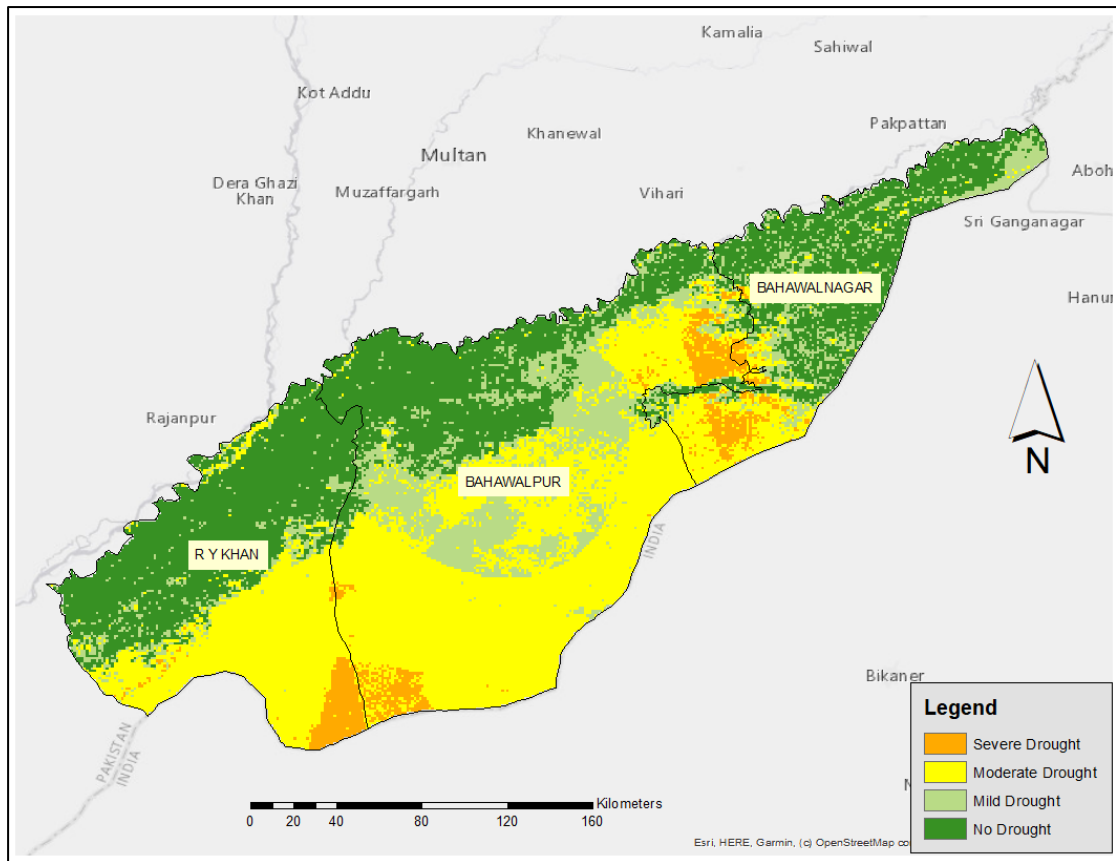 Kamalia
Sahiwal
Kot Addu
Khanewal
Pakpattan
Multan
Dera Ghazi
Khan
Muzaffargarh
Vihari
Aboh
Sri Ganganagar
BAHAWALNAGAR
Hanur
Rajanpur
BAHAWALPUR
N
R Y KHAN
INDIA
Bikaner
PAKISTAN
INDIA
Legend
Severe Drought
Moderate Drought
Mild Drought
No Drought
N
Kilometers
0 20 40 80 120 160
Esri, HERE, Garmin, (c) OpenStreetMap co